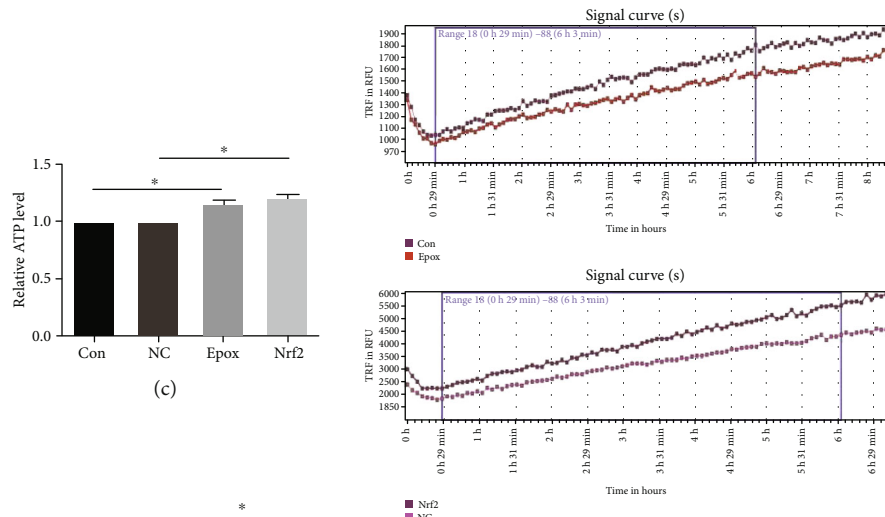 Signal curve (s)
Range 18 (0 h 29 min) –88 (6 h 3 min)
TRF in RFU
1900
1800
1700
1600
1500
1400
1300
1200
1100
1000
970
0 h
0 h 29 min
1 h
1 h 31 min
2 h
2 h 29 min
3 h
3 h 31 min
4 h
4 h 29 min
5 h
5 h 31 min
6 h
6 h 29 min
7 h
7 h 31 min
8 h
Time in hours
Con
Epox
Relative ATP level
1.5
1.0
0.5
0.0
*
*
Con NC Epox Nrf2
(c)
Signal curve (s)
Range 18 (0 h 29 min) –88 (6 h 3 min)
TRF in RFU
6000
5500
5000
4500
4000
3500
3000
2500
2000
1850
0 h
0 h 29 min
1 h
1 h 31 min
2 h
2 h 29 min
3 h
3 h 31 min
4 h
4 h 29 min
5 h
5 h 31 min
6 h
6 h 29 min
Time in hours
Nrf2
NC
*